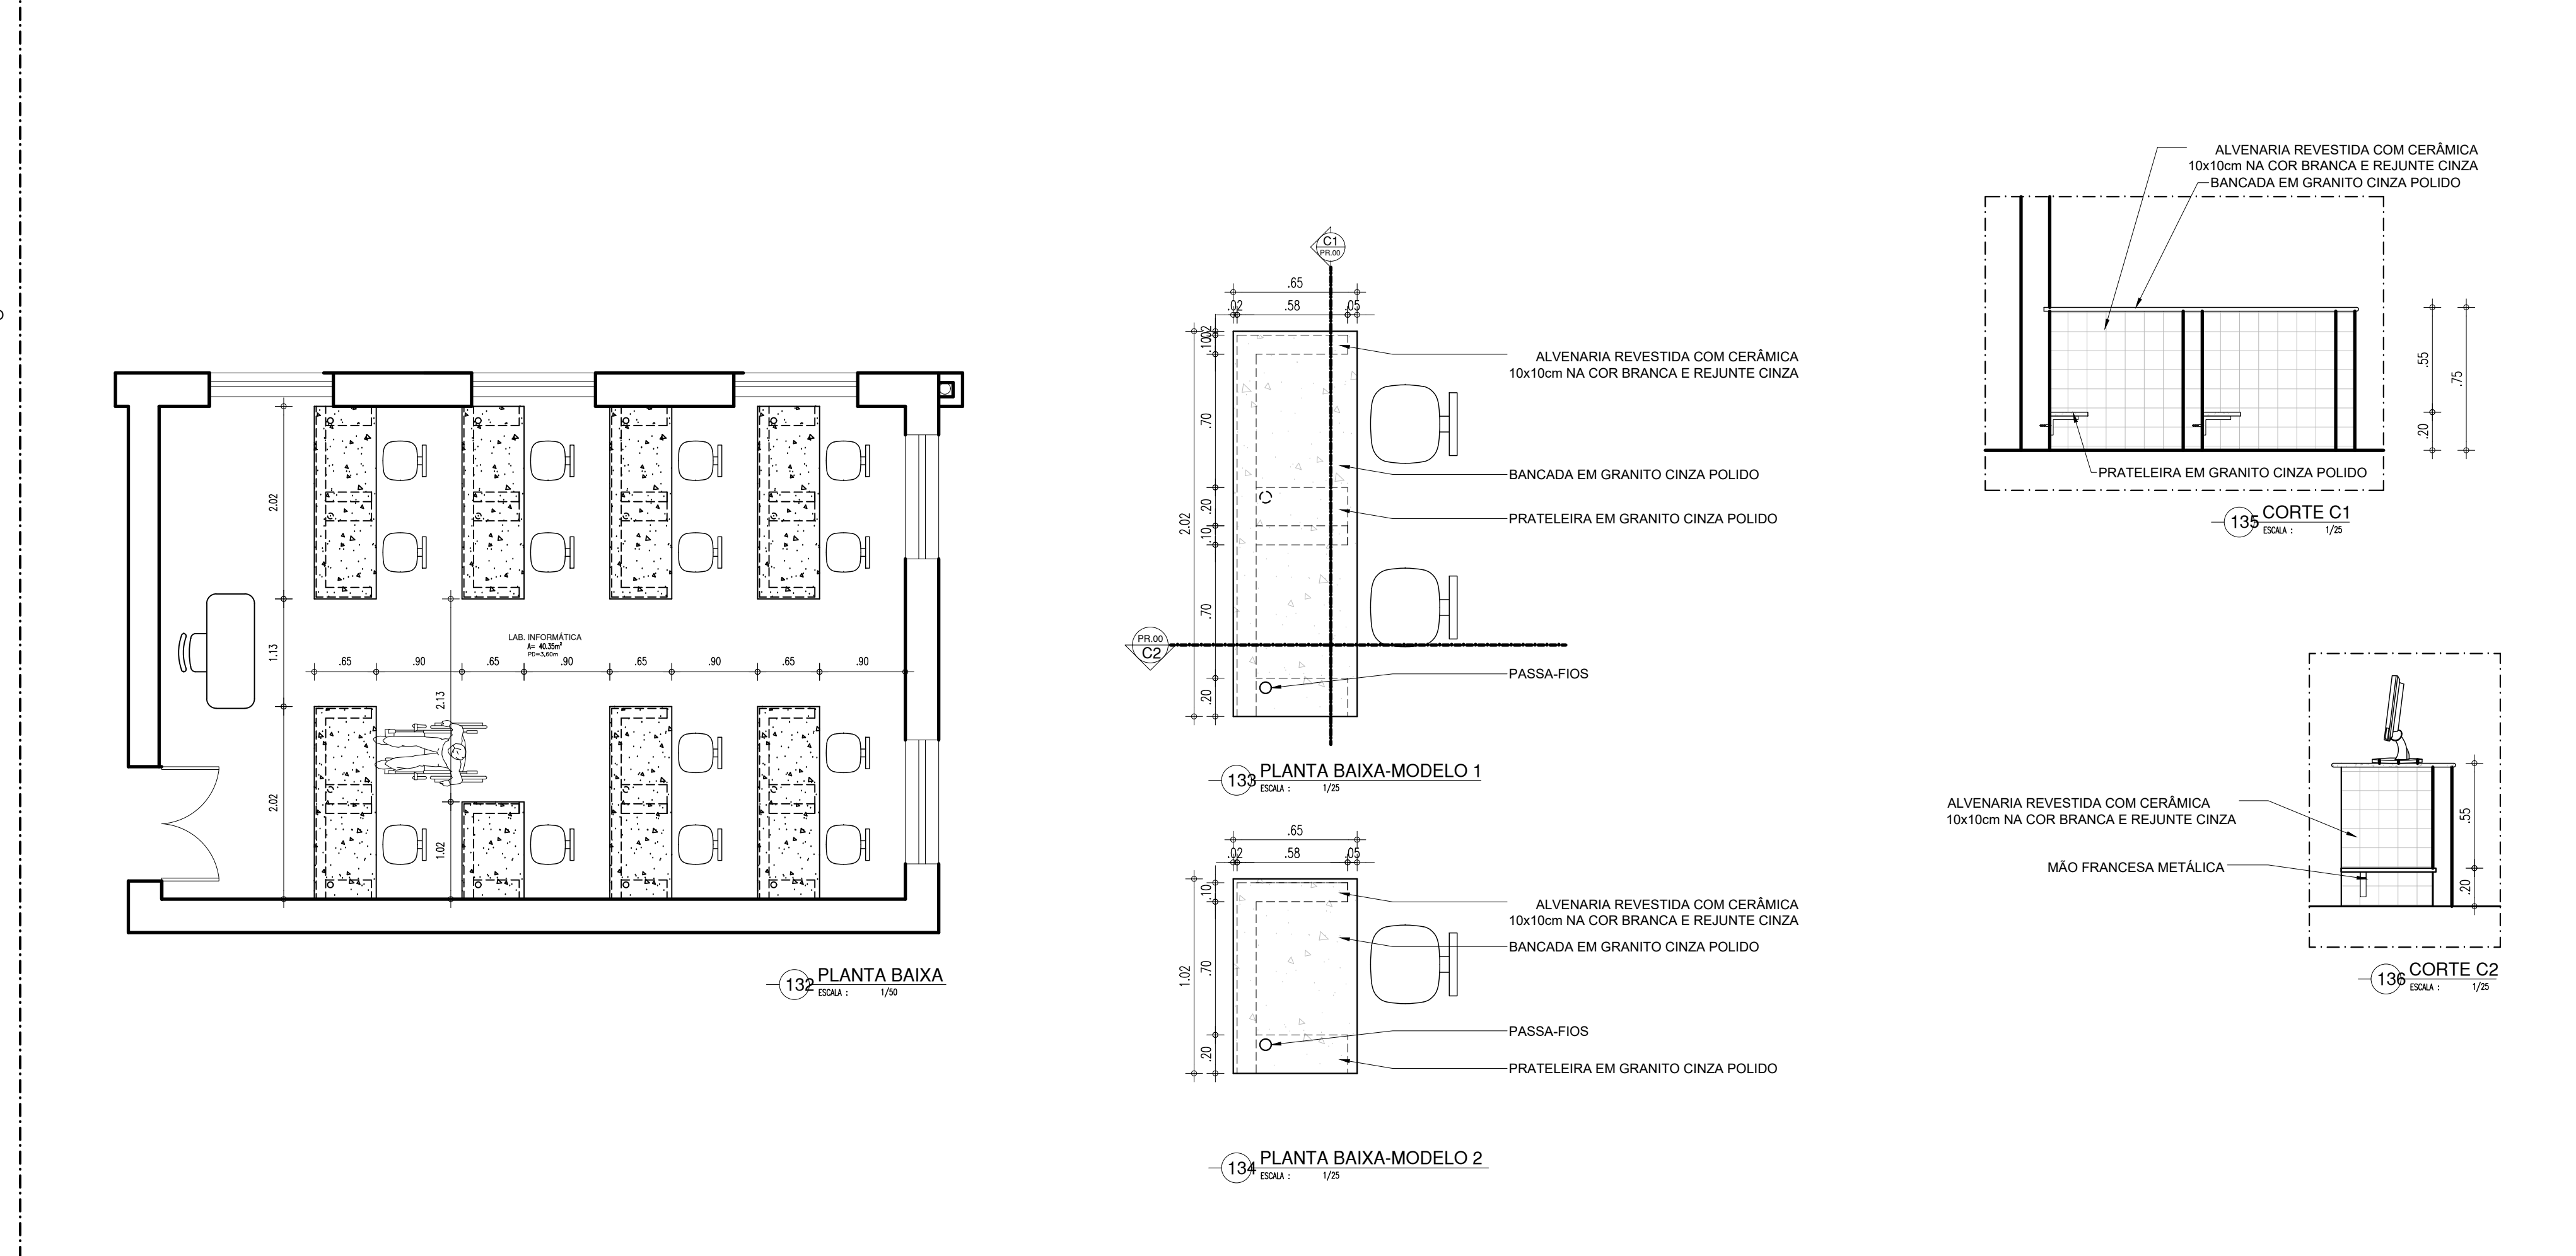 2.02
1.13
2.02
.65
.90
.65
.90
.65
.90
.65
.90
LAB. INFORMÁTICA
A= 40.35m²
PD=3,60m
2.13
1.02
132
PLANTA BAIXA
ESCALA : 1/50
C1
PR.00
.65
.02
.58
.05
.02
.10
.70
.20
.10
.70
.20
2.02
ALVENARIA REVESTIDA COM CERÂMICA
10x10cm NA COR BRANCA E REJUNTE CINZA
BANCADA EM GRANITO CINZA POLIDO
PRATELEIRA EM GRANITO CINZA POLIDO
PR.00
C2
PASSA-FIOS
133
PLANTA BAIXA-MODELO 1
ESCALA : 1/25
.65
.02
.58
.05
.10
.70
.20
1.02
ALVENARIA REVESTIDA COM CERÂMICA
10x10cm NA COR BRANCA E REJUNTE CINZA
BANCADA EM GRANITO CINZA POLIDO
PASSA-FIOS
PRATELEIRA EM GRANITO CINZA POLIDO
134
PLANTA BAIXA-MODELO 2
ESCALA : 1/25
ALVENARIA REVESTIDA COM CERÂMICA
10x10cm NA COR BRANCA E REJUNTE CINZA
BANCADA EM GRANITO CINZA POLIDO
.55
.75
.20
PRATELEIRA EM GRANITO CINZA POLIDO
135
CORTE C1
ESCALA : 1/25
ALVENARIA REVESTIDA COM CERÂMICA
10x10cm NA COR BRANCA E REJUNTE CINZA
MÃO FRANCESA METÁLICA
.55
.20
136
CORTE C2
ESCALA : 1/25